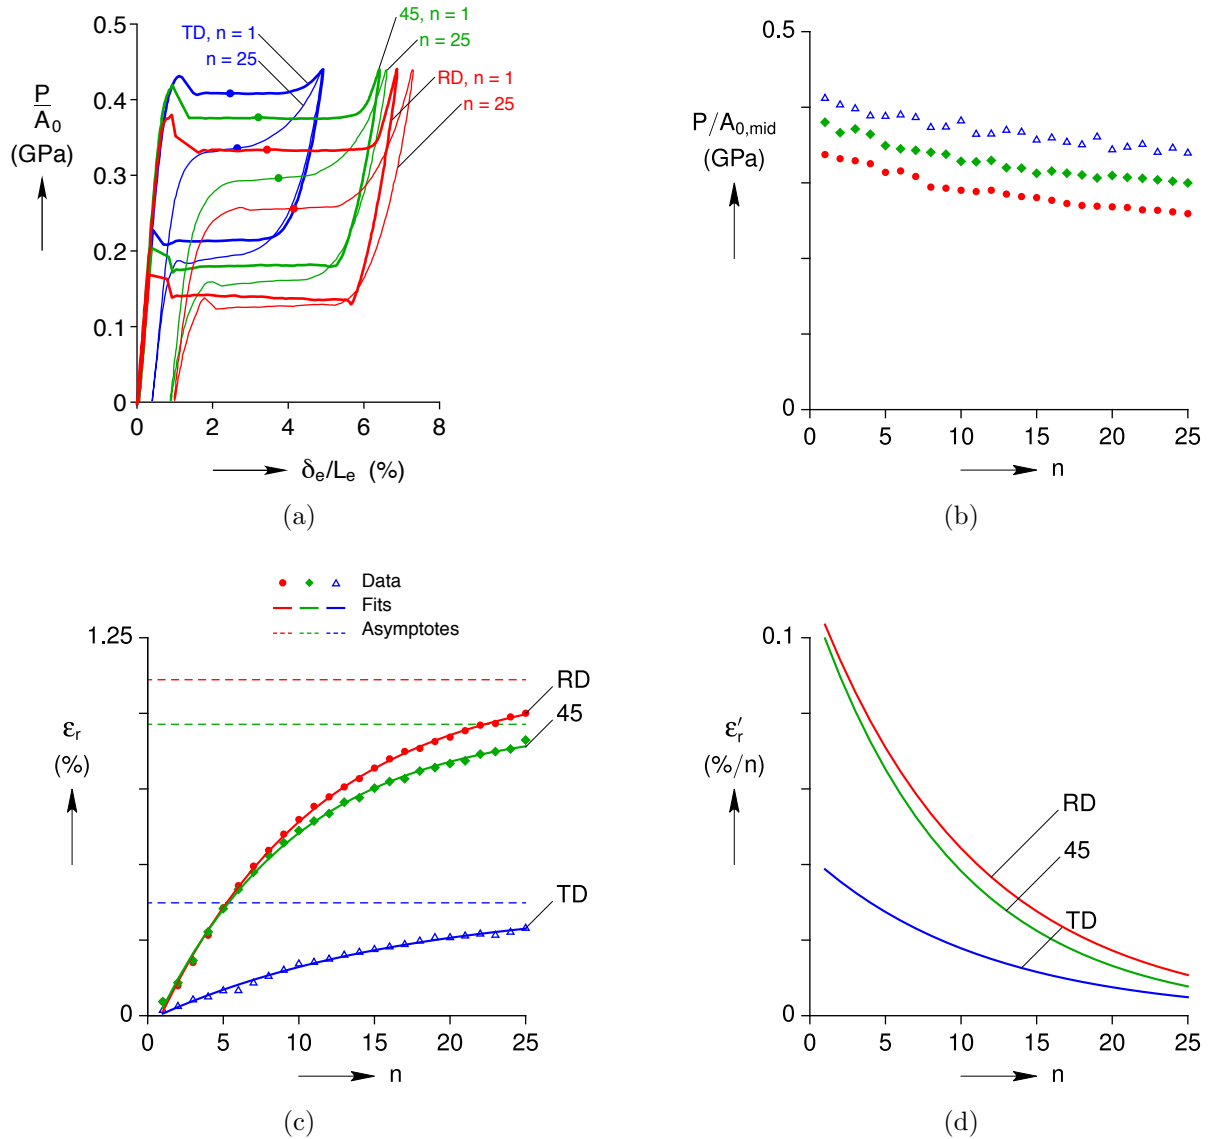 0.5
0.4
0.3
0.2
0.1
0
P
A0
(GPa)
TD, n = 1
n = 25
45, n = 1
n = 25
RD, n = 1
n = 25
0 2 4 6 8
δe/Le (%)
(a)
0.5
P/A0,mid
(GPa)
0
0 5 10 15 20 25
n
(b)
Data
Fits
Asymptotes
1.25
εr
(%)
0
RD
45
TD
0 5 10 15 20 25
n
(c)
0.1
ε′r
(%/n)
0
RD
45
TD
0 5 10 15 20 25
n
(d)